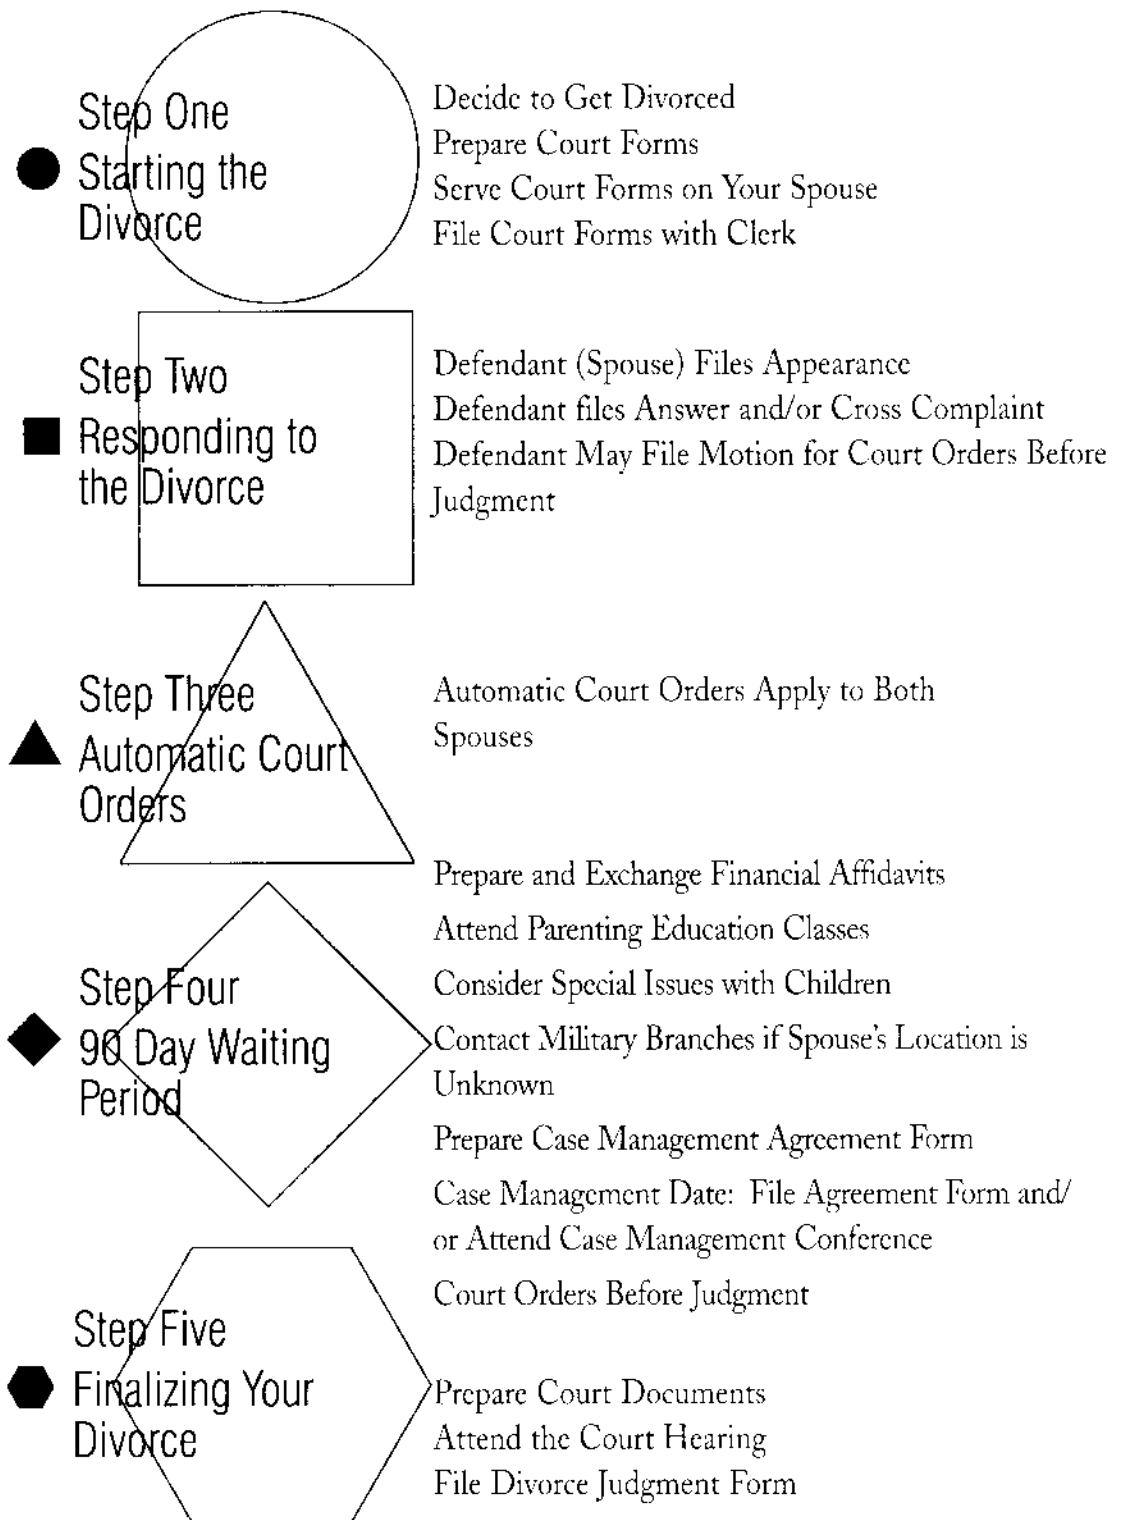 Step One
Starting the
Divorce
Decide to Get Divorced
Prepare Court Forms
Serve Court Forms on Your Spouse
File Court Forms with Clerk
Step Two
Responding to
the Divorce
Defendant (Spouse) Files Appearance
Defendant files Answer and/or Cross Complaint
Defendant May File Motion for Court Orders Before
Judgment
Step Three
Automatic Court
Orders
Automatic Court Orders Apply to Both
Spouses
Step Four
90 Day Waiting
Period
Prepare and Exchange Financial Affidavits
Attend Parenting Education Classes
Consider Special Issues with Children
Contact Military Branches if Spouse's Location is
Unknown
Prepare Case Management Agreement Form
Case Management Date: File Agreement Form and/
or Attend Case Management Conference
Court Orders Before Judgment
Step Five
Finalizing Your
Divorce
Prepare Court Documents
Attend the Court Hearing
File Divorce Judgment Form